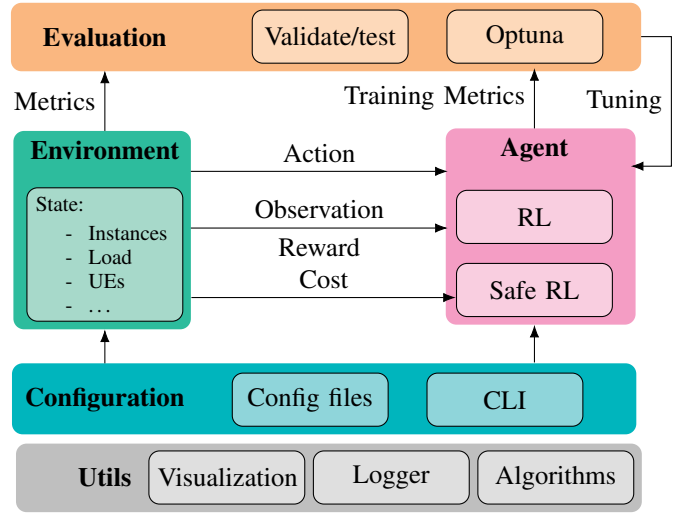 Evaluation
Validate/test
Optuna
Metrics
Training Metrics
Tuning
Environment
Action
Agent
State:
- Instances
- Load
- UEs
- ...
Observation
Reward
Cost
RL
Safe RL
Configuration
Config files
CLI
Utils
Visualization
Logger
Algorithms